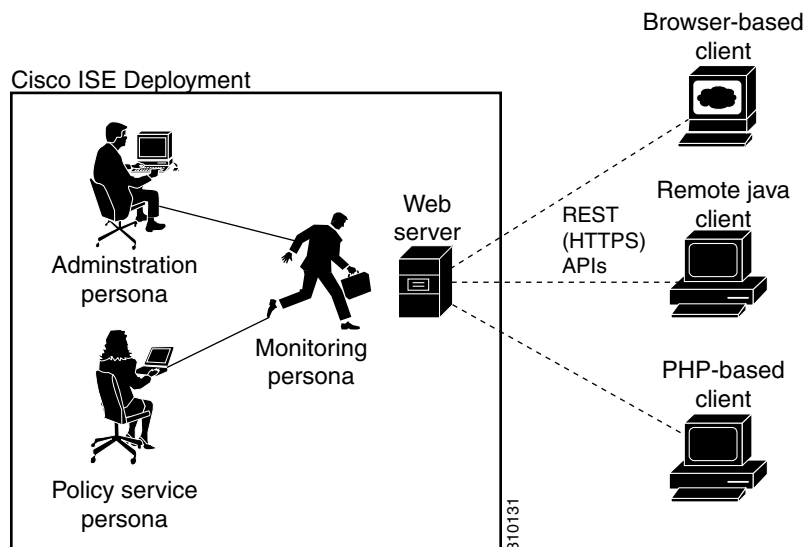 Browser-based
client
Cisco ISE Deployment
Web
server
REST
(HTTPS)
APIs
Remote java
client
Adminstration
persona
Monitoring
persona
PHP-based
client
Policy service
persona